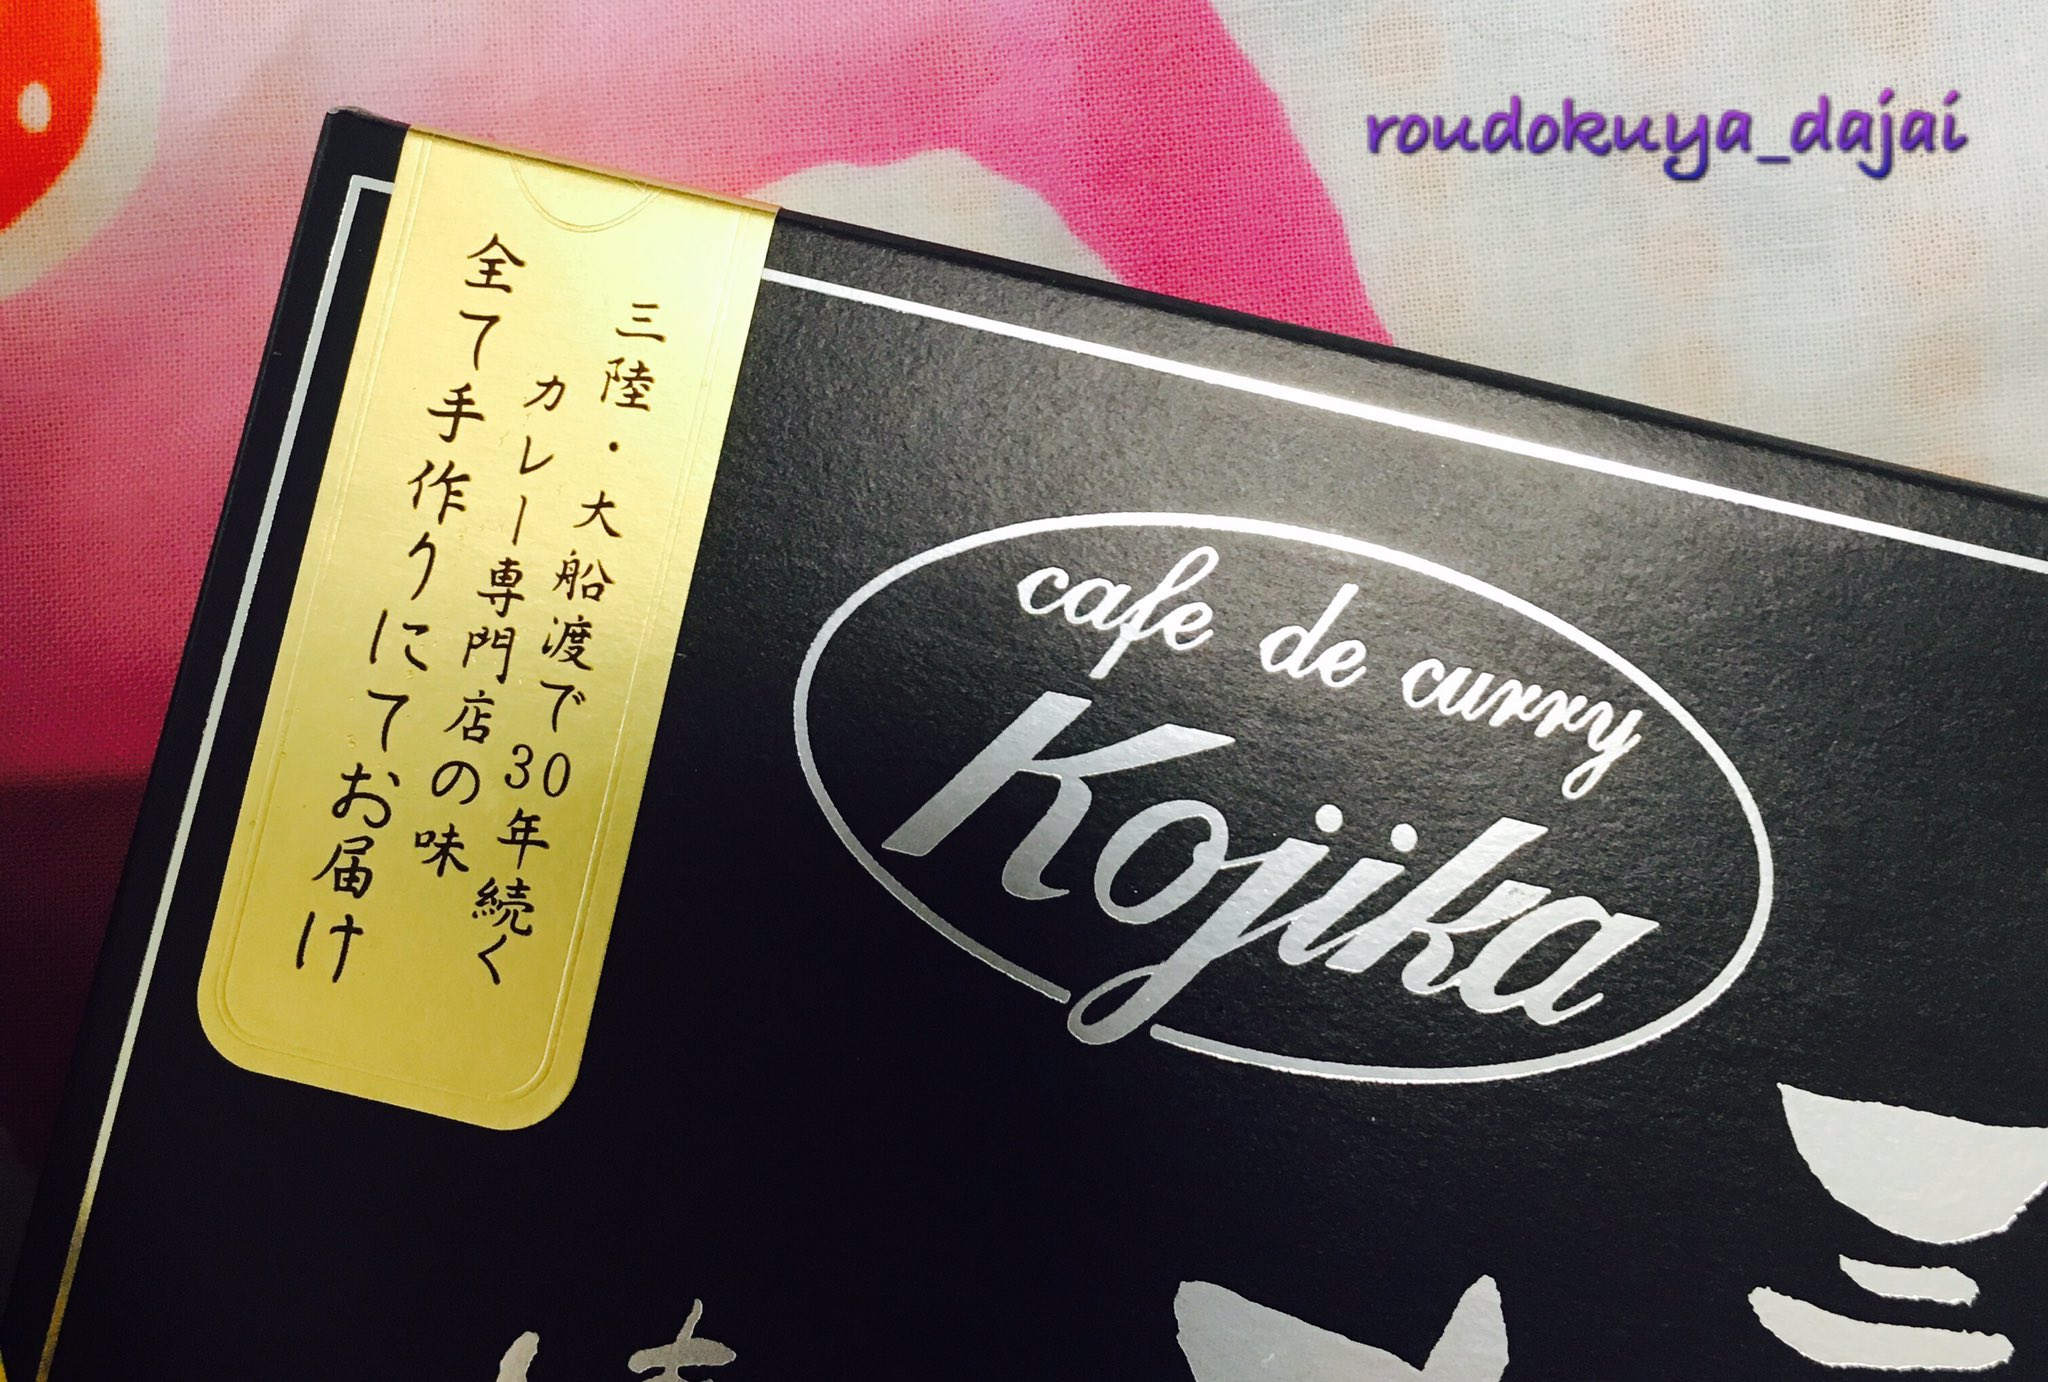 roudokuya_dajai
三陸・大船渡で30年続く
カレー専門店の味
全て手作りにてお届け
cafe de curry
Kojika